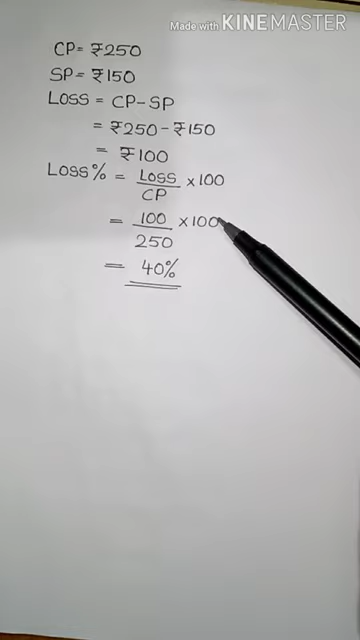 Made with KINEMASTER
CP = ₹250
SP = ₹150
LOSS = CP - SP
= ₹250 - ₹150
= ₹100
LOSS% = LOSS/CP × 100
= 100/250 × 100
= 40%